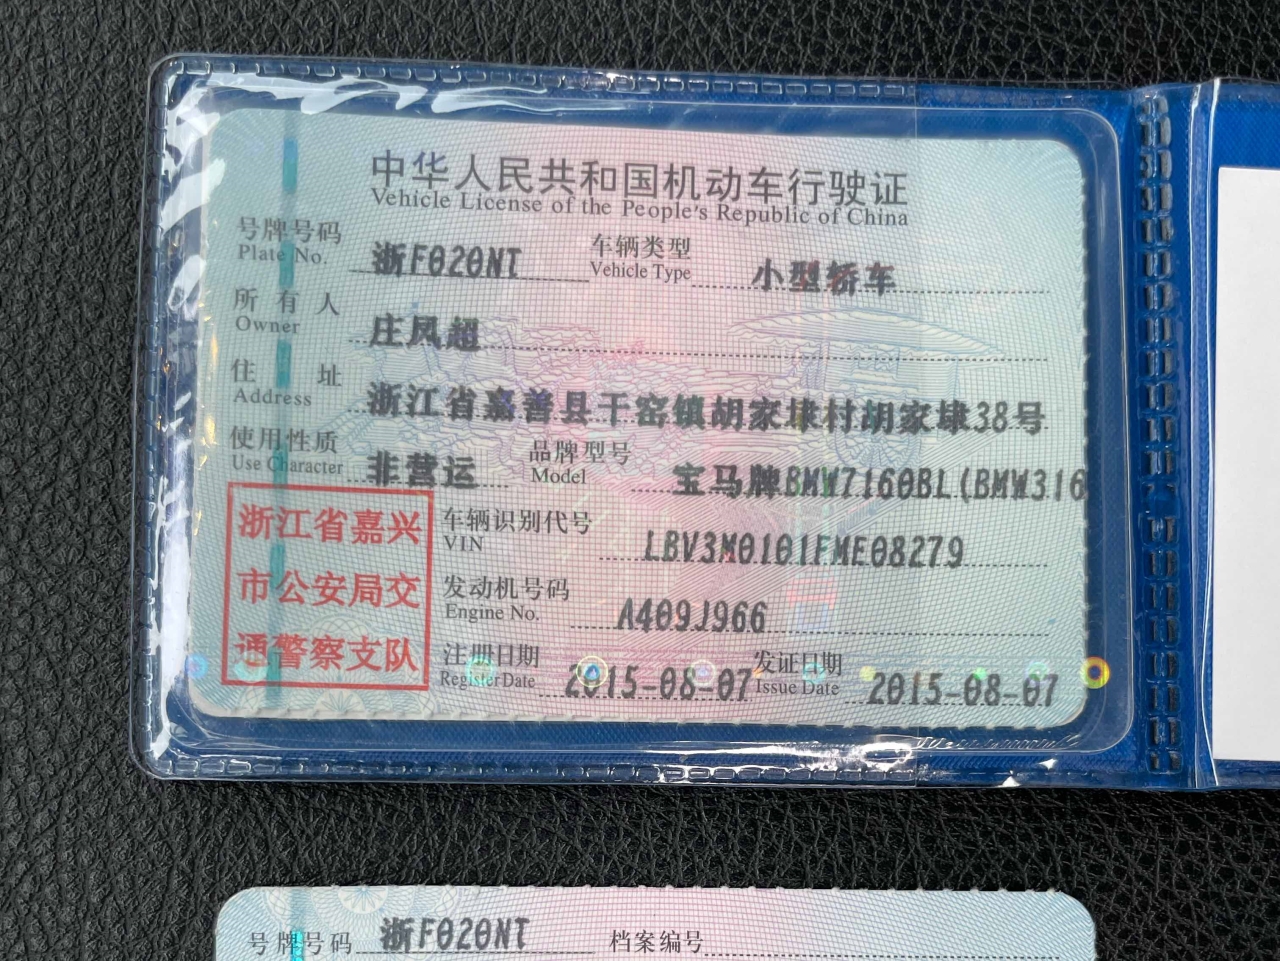 中华人民共和国机动车行驶证
Vehicle License of the People's Republic of China
号牌号码 浙F020NT 车辆类型 小型轿车
Plate No. Vehicle Type
所有人 庄凤超
Owner
住址 浙江省嘉善县干窑镇胡家埭村胡家埭38号
Address
使用性质 非营运 品牌型号 宝马牌BMW7160BL(BMW316
Use Character Model
浙江省嘉兴
市公安局交
通警察支队
车辆识别代号 LBV3M0101FME08279
VIN
发动机号码 A409J966
Engine No.
注册日期 2015-08-07 发证日期 2015-08-07
Register Date Issue Date
号牌号码 浙F020NT 档案编号